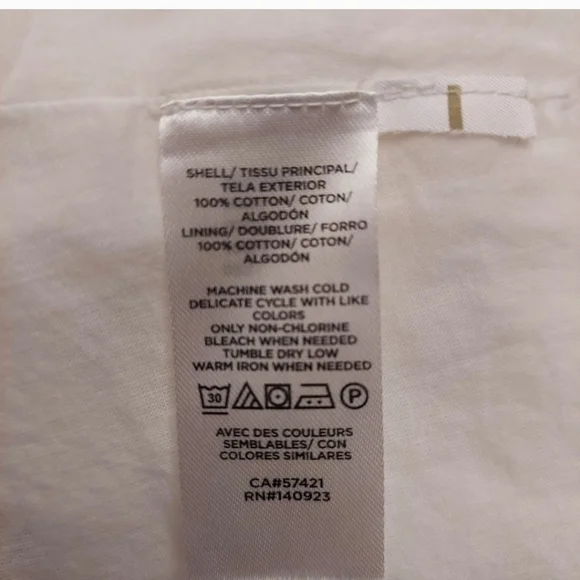 SHELL/ TISSU PRINCIPAL/
TELA EXTERIOR
100% COTTON/ COTON/
ALGODÓN
LINING/ DOUBLURE/ FORRO
100% COTTON/ COTON/
ALGODÓN
MACHINE WASH COLD
DELICATE CYCLE WITH LIKE
COLORS
ONLY NON-CHLORINE
BLEACH WHEN NEEDED
TUMBLE DRY LOW
WARM IRON WHEN NEEDED
30 P
AVEC DES COULEURS
SEMBLABLES/ CON
COLORES SIMILARES
CA#57421
RN#140923